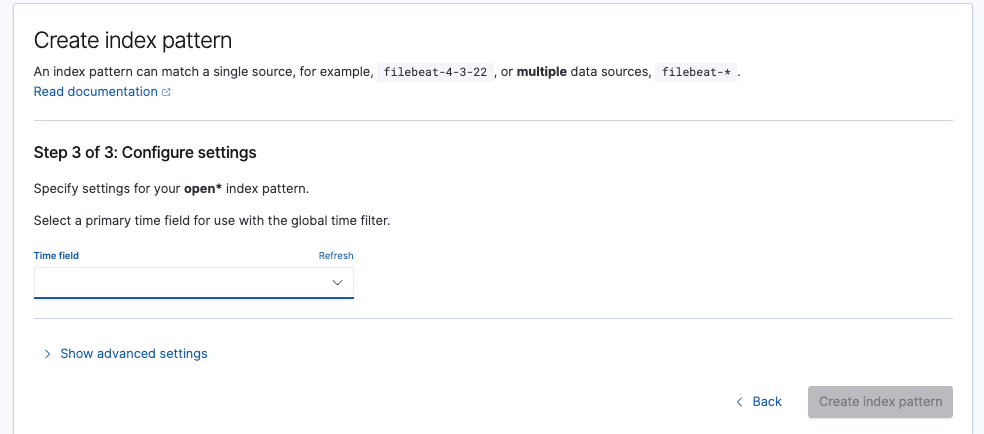 Create index pattern
An index pattern can match a single source, for example, filebeat-4-3-22 , or multiple data sources, filebeat-* .
Read documentation
Step 3 of 3: Configure settings
Specify settings for your open* index pattern.
Select a primary time field for use with the global time filter.
Time field Refresh
Show advanced settings
Back Create index pattern